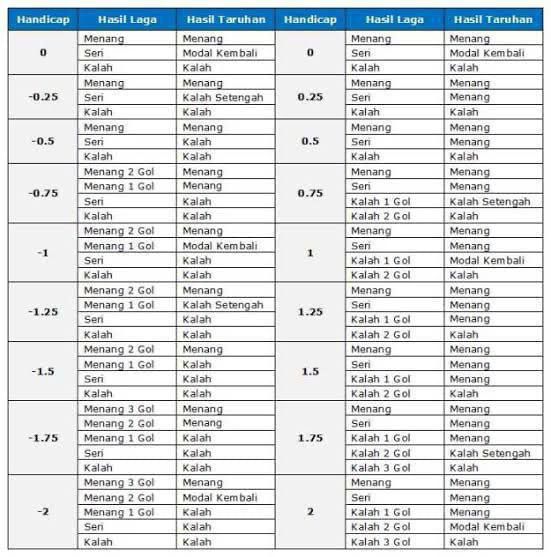 Handicap Hasil Laga Hasil Taruhan Handicap Hasil Laga Hasil Taruhan
0 Menang Menang 0 Menang Menang
Seri Modal Kembali Seri Modal Kembali
Kalah Kalah Kalah Kalah
-0.25 Menang Menang 0.25 Menang Menang
Seri Kalah Setengah Seri Menang
Kalah Kalah Kalah Kalah
-0.5 Menang Menang 0.5 Menang Menang
Seri Kalah Seri Menang
Kalah Kalah Kalah Kalah
-0.75 Menang 2 Gol Menang 0.75 Menang Menang
Menang 1 Gol Menang Seri Menang
Seri Kalah Kalah 1 Gol Kalah Setengah
Kalah Kalah Kalah 2 Gol Kalah
-1 Menang 2 Gol Menang 1 Menang Menang
Menang 1 Gol Modal Kembali Seri Menang
Seri Kalah Kalah 1 Gol Modal Kembali
Kalah Kalah Kalah 2 Gol Kalah
-1.25 Menang 2 Gol Menang 1.25 Menang Menang
Menang 1 Gol Kalah Setengah Seri Menang
Seri Kalah Kalah 1 Gol Menang
Kalah Kalah Kalah 2 Gol Kalah
-1.5 Menang 2 Gol Menang 1.5 Menang Menang
Menang 1 Gol Kalah Seri Menang
Seri Kalah Kalah 1 Gol Menang
Kalah Kalah Kalah 2 Gol Kalah
-1.75 Menang 3 Gol Menang 1.75 Menang Menang
Menang 2 Gol Menang Seri Menang
Menang 1 Gol Kalah Kalah 1 Gol Menang
Seri Kalah Kalah 2 Gol Kalah Setengah
Kalah Kalah Kalah 3 Gol Kalah
-2 Menang 3 Gol Menang 2 Menang Menang
Menang 2 Gol Modal Kembali Seri Menang
Menang 1 Gol Kalah Kalah 1 Gol Menang
Seri Kalah Kalah 2 Gol Modal Kembali
Kalah Kalah Kalah 3 Gol Kalah